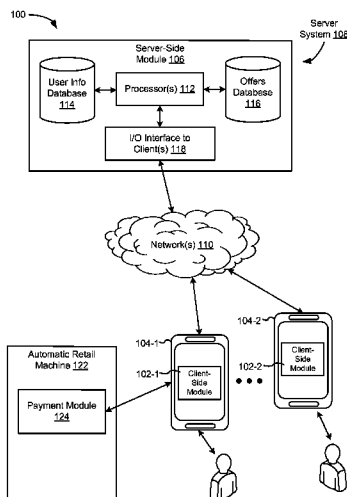 100
Server
System 108
Server-Side
Module 106
User Info
Database
114
Processor(s) 112
Offers
Database
116
I/O Interface to
Client(s) 118
Network(s) 110
104-2
104-1
Client-
Side
Module
102-2
Automatic Retail
Machine 122
102-1
Client-
Side
Module
Payment Module
124